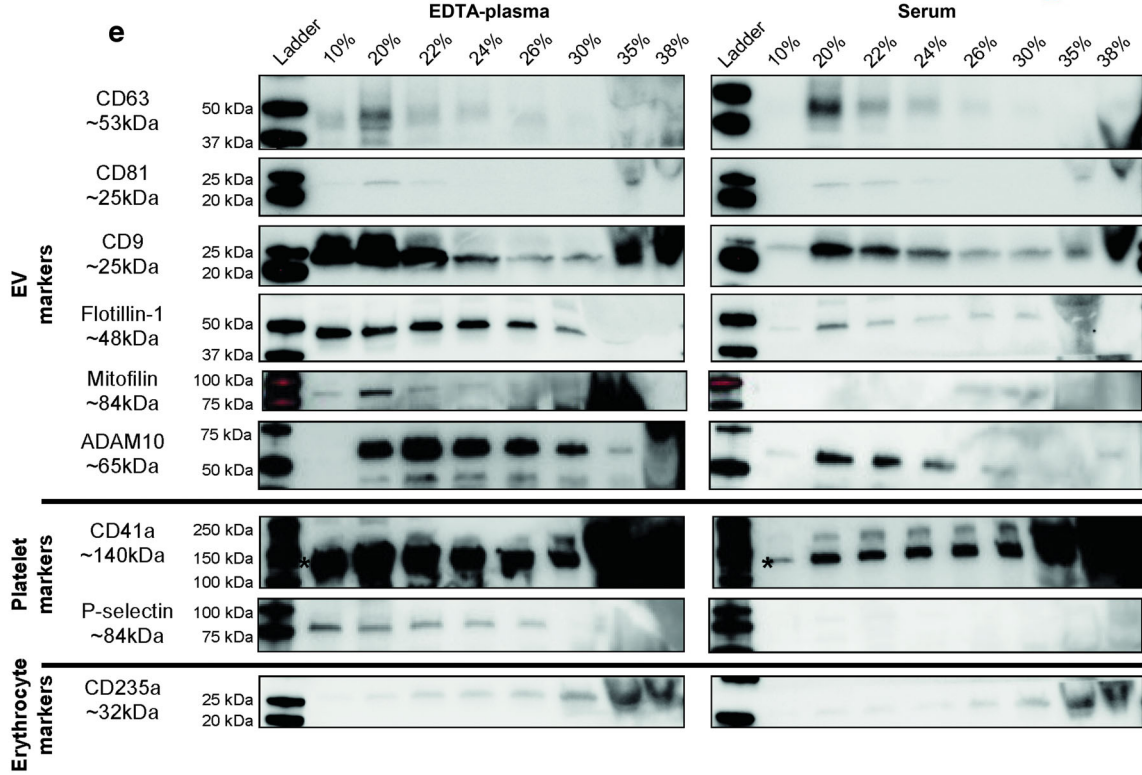 e
EDTA-plasma
Serum
Ladder 10% 20% 22% 24% 26% 30% 35% 38%
Ladder 10% 20% 22% 24% 26% 30% 35% 38%
EV markers
CD63
~53kDa
50 kDa
37 kDa
CD81
~25kDa
25 kDa
20 kDa
CD9
~25kDa
25 kDa
20 kDa
Flotillin-1
~48kDa
50 kDa
37 kDa
Mitofilin
~84kDa
100 kDa
75 kDa
ADAM10
~65kDa
75 kDa
50 kDa
Platelet markers
CD41a
~140kDa
250 kDa
150 kDa
100 kDa
*
*
P-selectin
~84kDa
100 kDa
75 kDa
Erythrocyte markers
CD235a
~32kDa
25 kDa
20 kDa